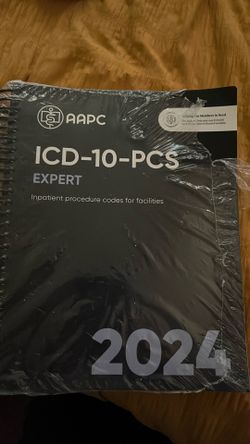 AAPC
ICD-10-PCS
EXPERT
Inpatient procedure codes for facilities
2024